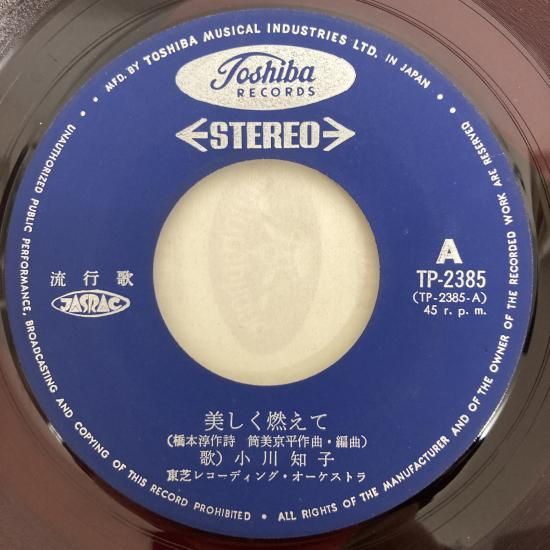 MFD. BY TOSHIBA MUSICAL INDUSTRIES LTD. IN JAPAN
Toshiba
RECORDS
STEREO
A
TP-2385
(TP-2385-A)
45 r. p. m.
流行歌
JASRAC
美しく燃えて
(橋本淳作詩 筒美京平作曲・編曲)
歌) 小川知子
東芝レコーディング・オーケストラ
UNAUTHORIZED PUBLIC PERFORMANCE, BROADCASTING AND COPYING OF THIS RECORD PROHIBITED • ALL RIGHTS OF THE MANUFACTURER AND OF THE OWNER OF THE RECORDED WORK ARE RESERVED